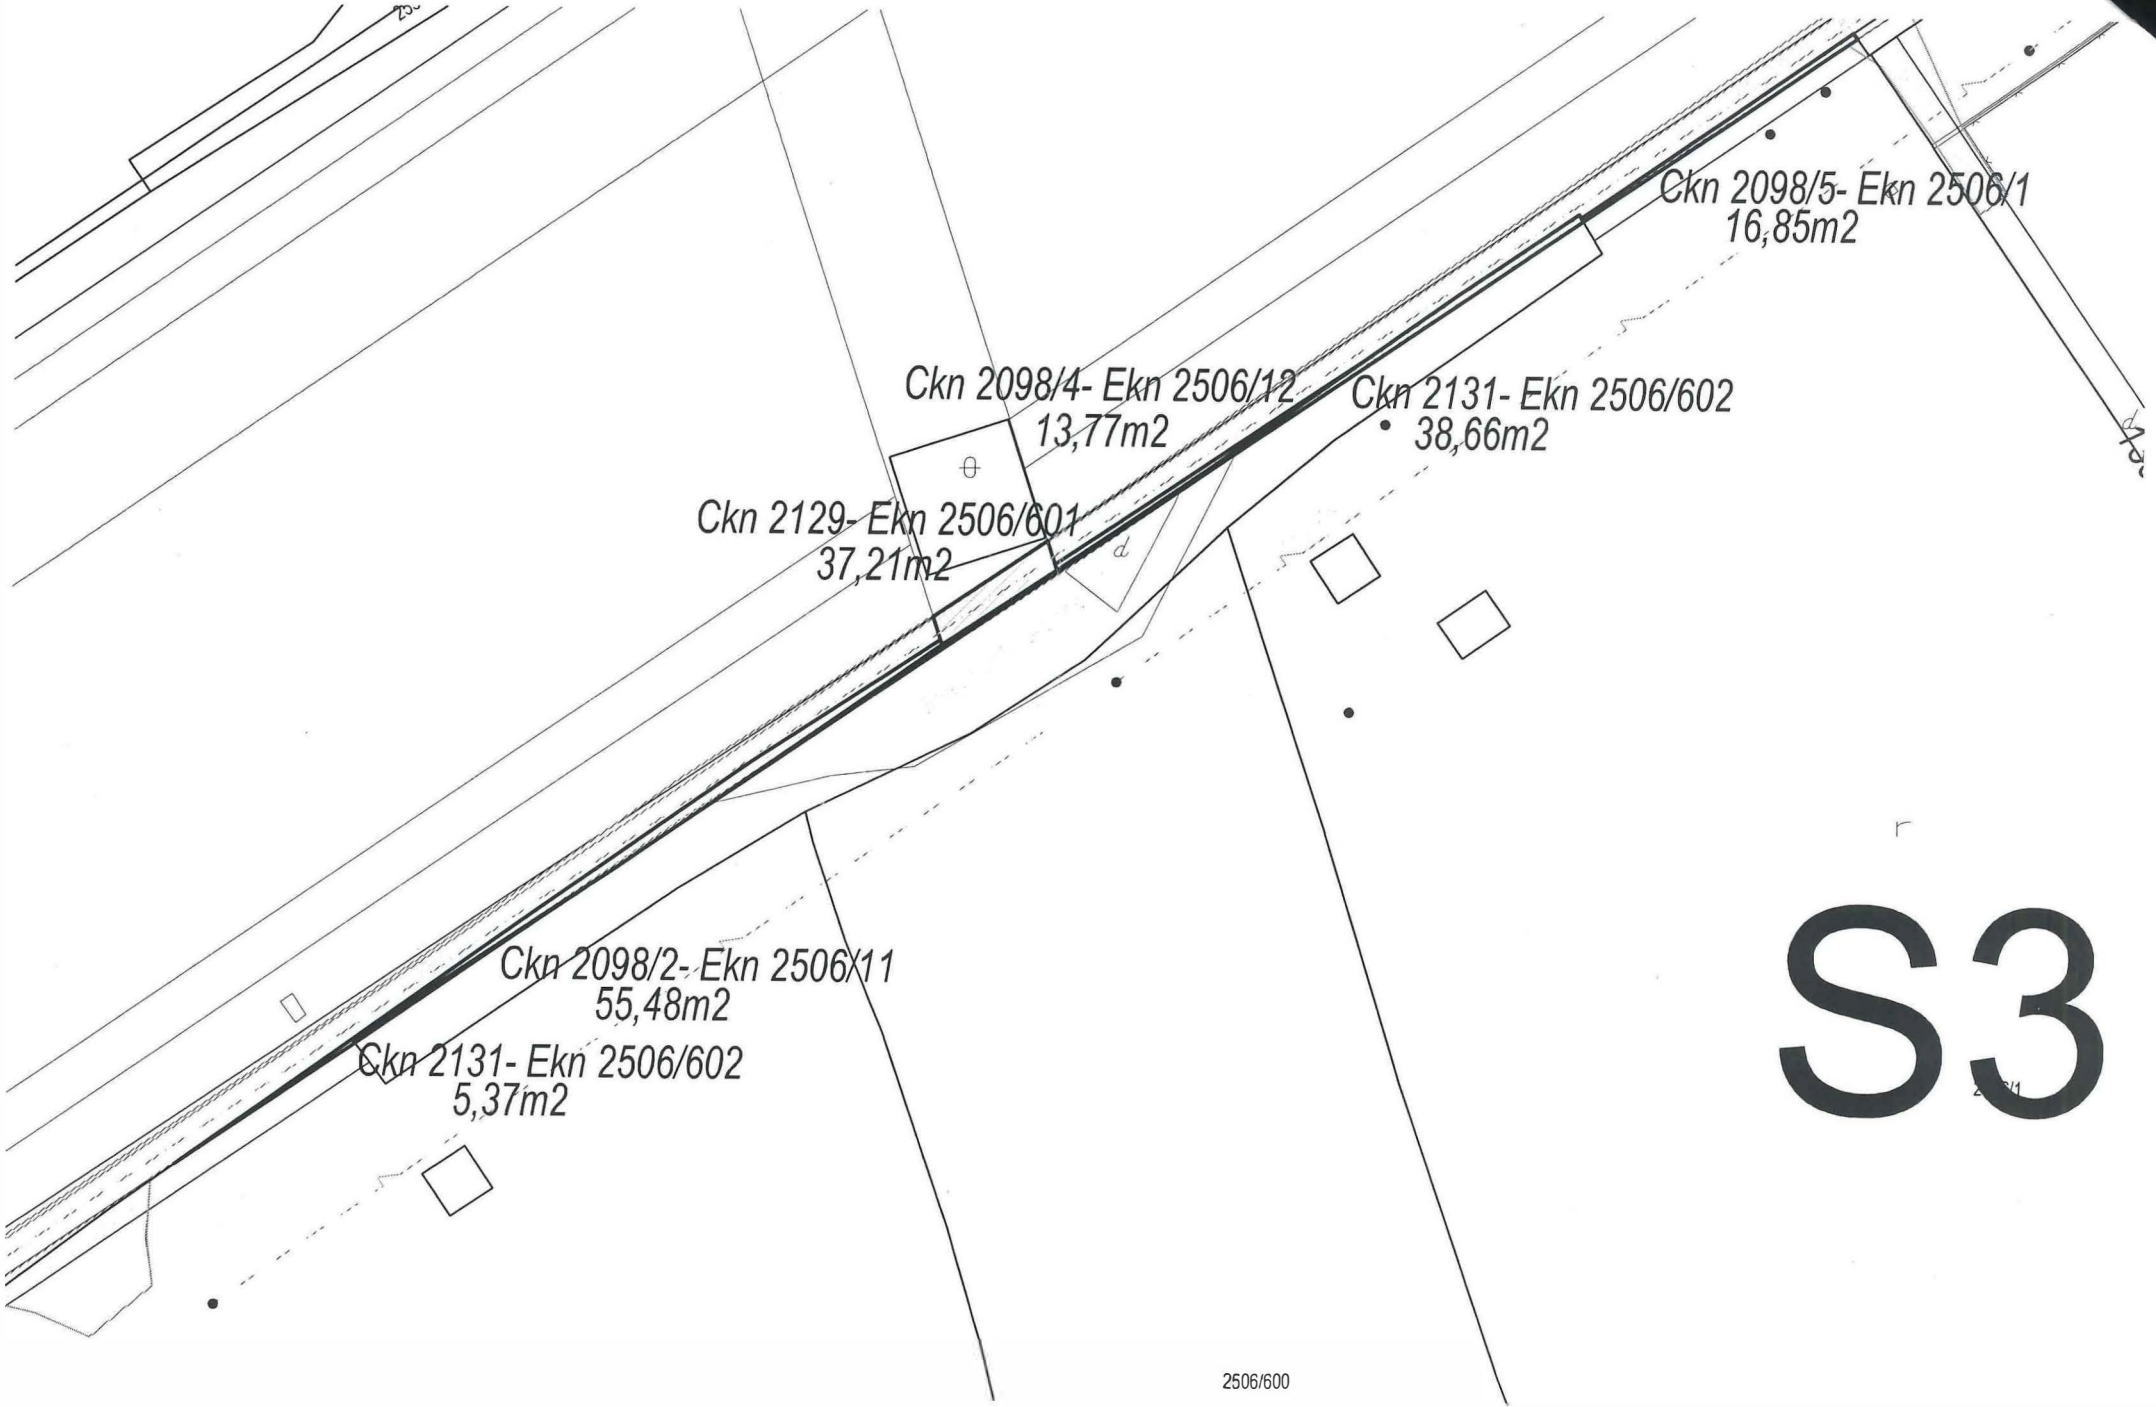 Ckn 2098/5- Ekn 2506/1
16,85m2
Ckn 2098/4- Ekn 2506/12
13,77m2
Ckn 2131- Ekn 2506/602
38,66m2
θ
Ckn 2129- Ekn 2506/601
37,21m2
d
d
r
S3
Ckn 2098/2- Ekn 2506/11
55,48m2
Ckn 2131- Ekn 2506/602
5,37m2
2506/600